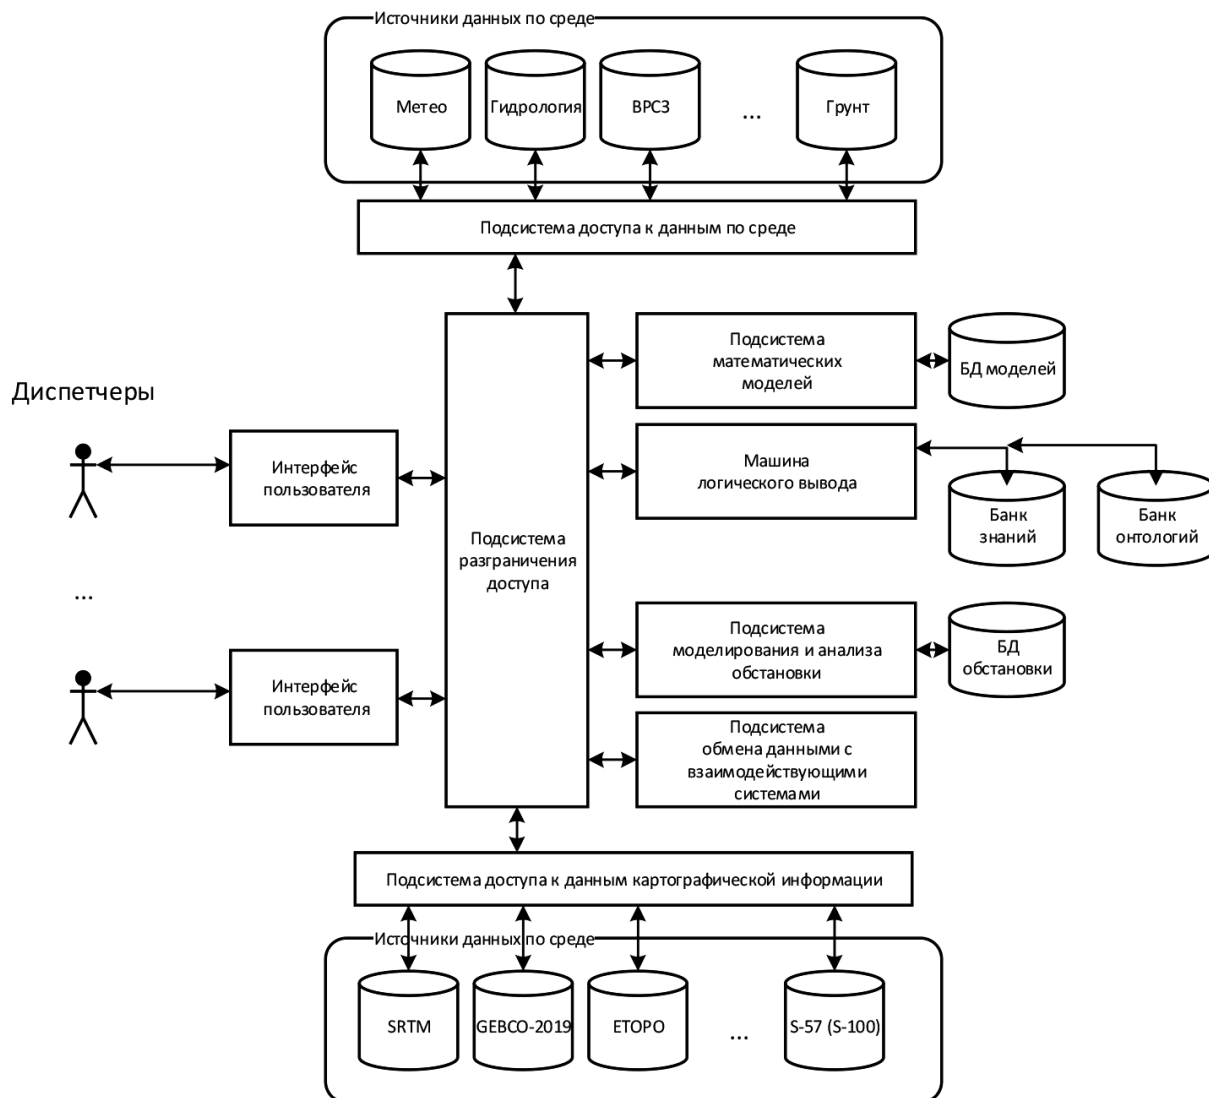 Источники данных по среде
Метео
Гидрология
ВРСЗ
...
Грунт
Подсистема доступа к данным по среде
Подсистема
математических
моделей
БД моделей
Диспетчеры
Интерфейс
пользователя
Машина
логического вывода
Банк
знаний
Банк
онтологий
Подсистема
разграничения
доступа
...
Подсистема
моделирования и анализа
обстановки
БД
обстановки
Интерфейс
пользователя
Подсистема
обмена данными с
взаимодействующими
системами
Подсистема доступа к данным картографической информации
Источники данных по среде
SRTM
GEBCO-2019
ETOPO
...
S-57 (S-100)